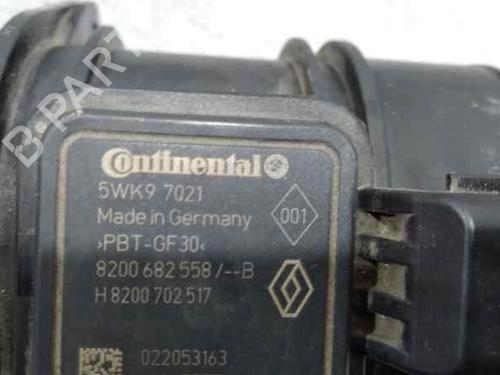 B-PARTS
Continental
5WK9 7021
Made in Germany
001
›PBT-GF30‹
8200 682 558 /--B
H 8200 702 517
022053163